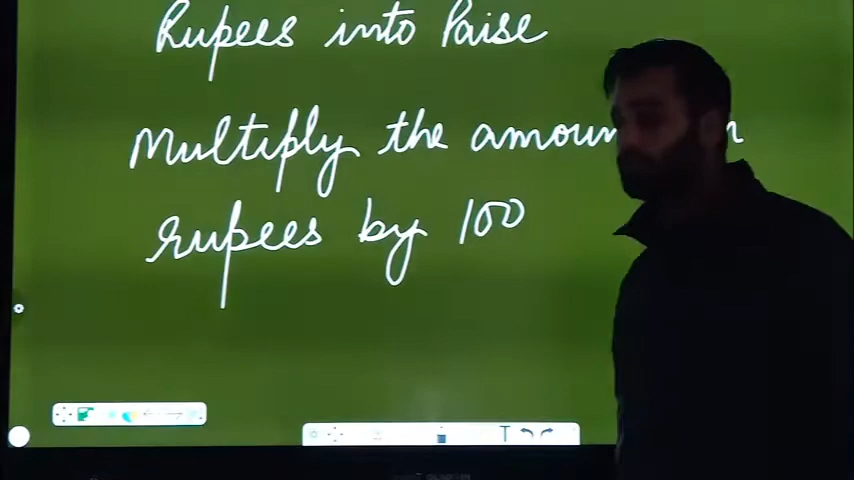 Rupees into Paise
Multiply the amoun n
rupees by 100
T